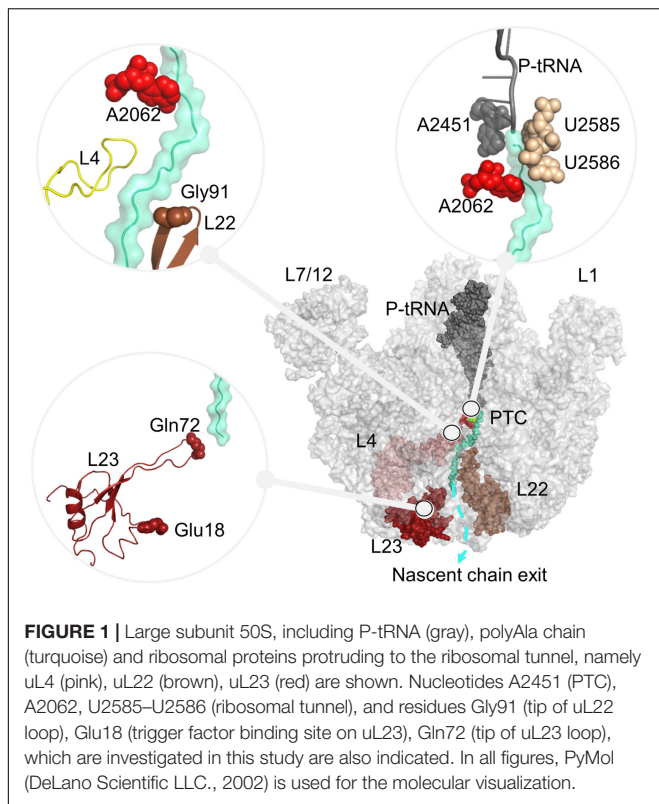 A2062
L4
Gly91
L22
P-tRNA
A2451
U2585
U2586
A2062
L7/12
L1
P-tRNA
PTC
L4
L22
L23
Nascent chain exit
Gln72
L23
Glu18
FIGURE 1 | Large subunit 50S, including P-tRNA (gray), polyAla chain
(turquoise) and ribosomal proteins protruding to the ribosomal tunnel, namely
uL4 (pink), uL22 (brown), uL23 (red) are shown. Nucleotides A2451 (PTC),
A2062, U2585–U2586 (ribosomal tunnel), and residues Gly91 (tip of uL22
loop), Glu18 (trigger factor binding site on uL23), Gln72 (tip of uL23 loop),
which are investigated in this study are also indicated. In all figures, PyMol
(DeLano Scientific LLC., 2002) is used for the molecular visualization.